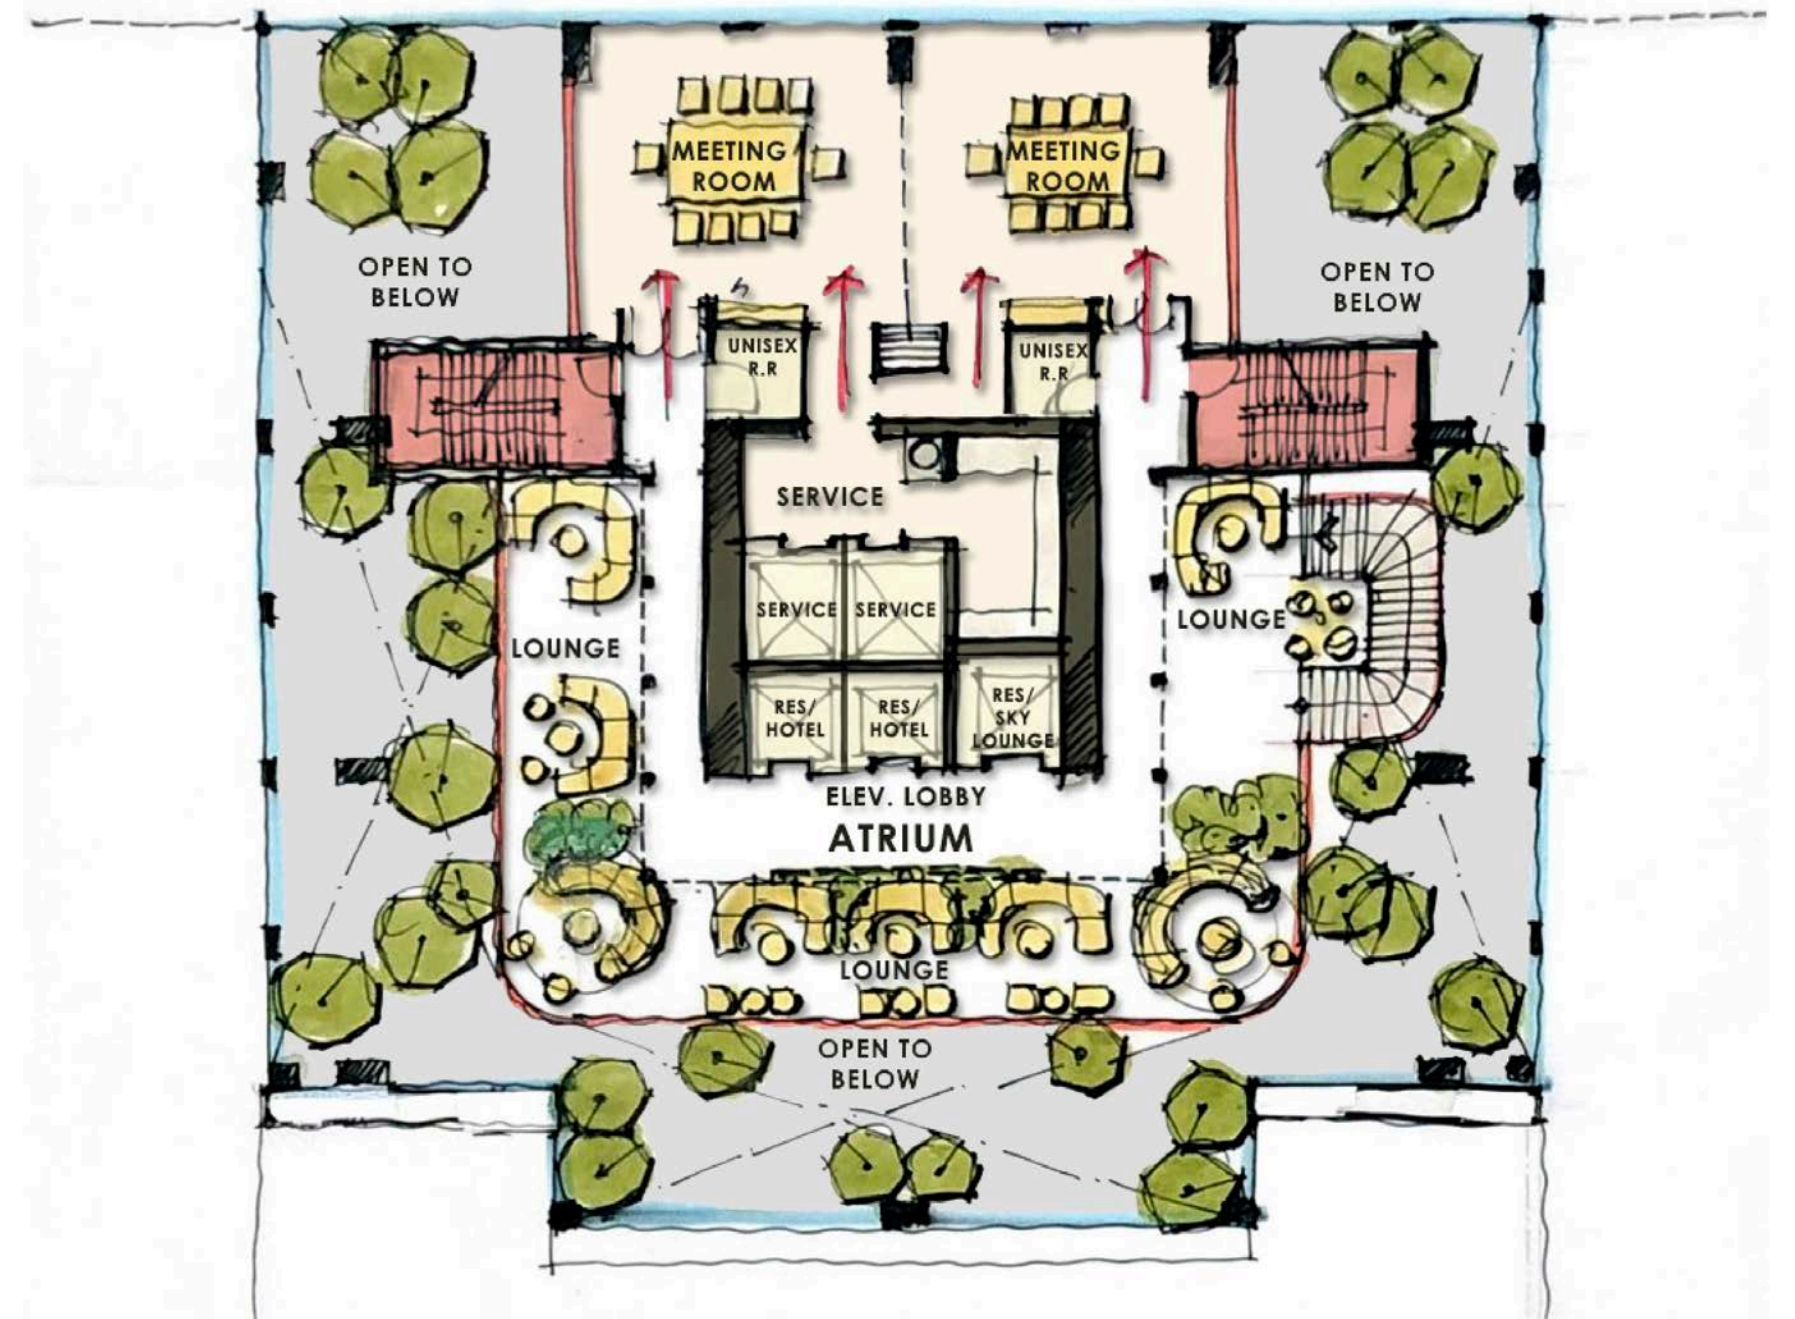 MEETING
ROOM
MEETING
ROOM
OPEN TO
BELOW
OPEN TO
BELOW
UNISEX
R.R
UNISEX
R.R
SERVICE
SERVICE
SERVICE
LOUNGE
LOUNGE
RES/
HOTEL
RES/
HOTEL
RES/
SKY
LOUNGE
ELEV. LOBBY
ATRIUM
LOUNGE
OPEN TO
BELOW